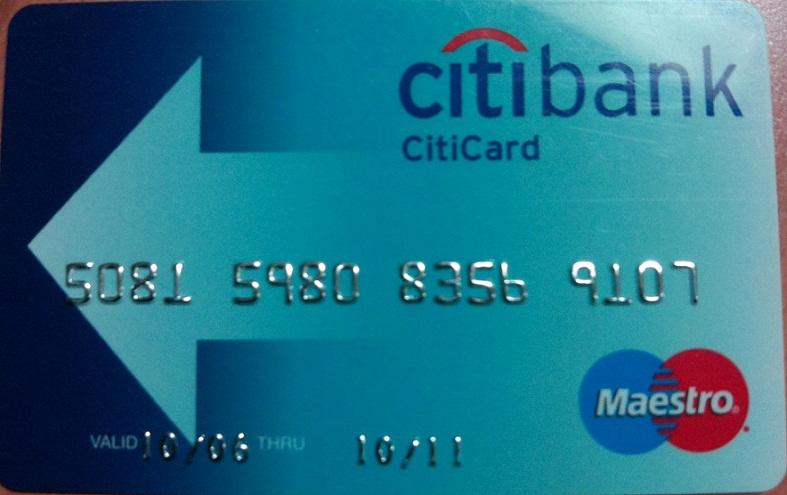 citibank
CitiCard
5081 5980 8356 9107
Maestro
VALID 10/06 THRU 10/11